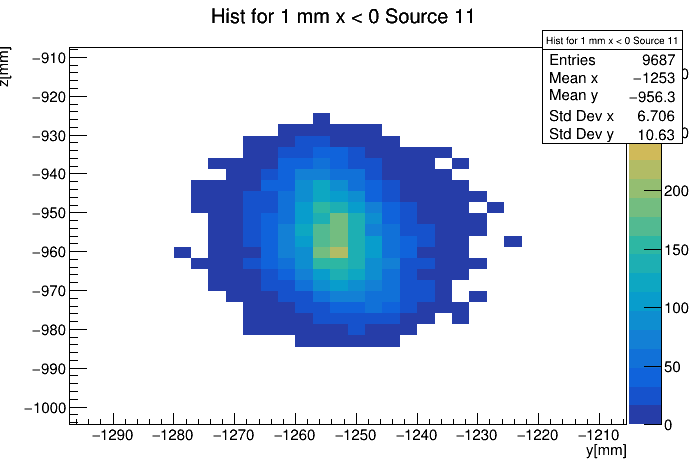 Hist for 1 mm x < 0 Source 11
Hist for 1 mm x < 0 Source 11
Entries 9687
Mean x −1253
Mean y −956.3
Std Dev x 6.706
Std Dev y 10.63
z[mm]
−910
−920
−930
−940
−950
−960
−970
−980
−990
−1000
200
150
100
50
0
−1290 −1280 −1270 −1260 −1250 −1240 −1230 −1220 −1210
y[mm]